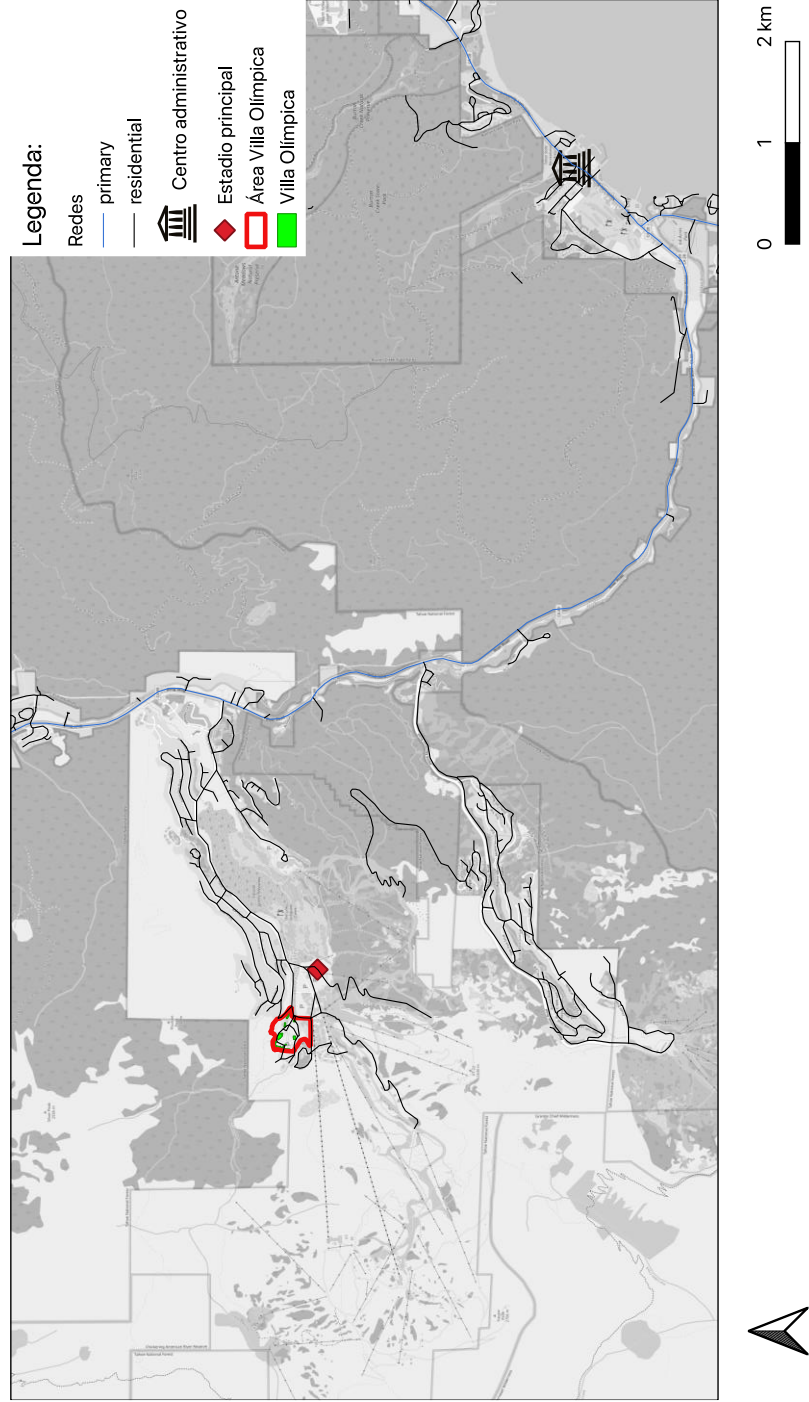 Legenda:
Redes
primary
residential
Centro administrativo
Estadio principal
Área Villa Olímpica
Villa Olímpica
0
1
2 km